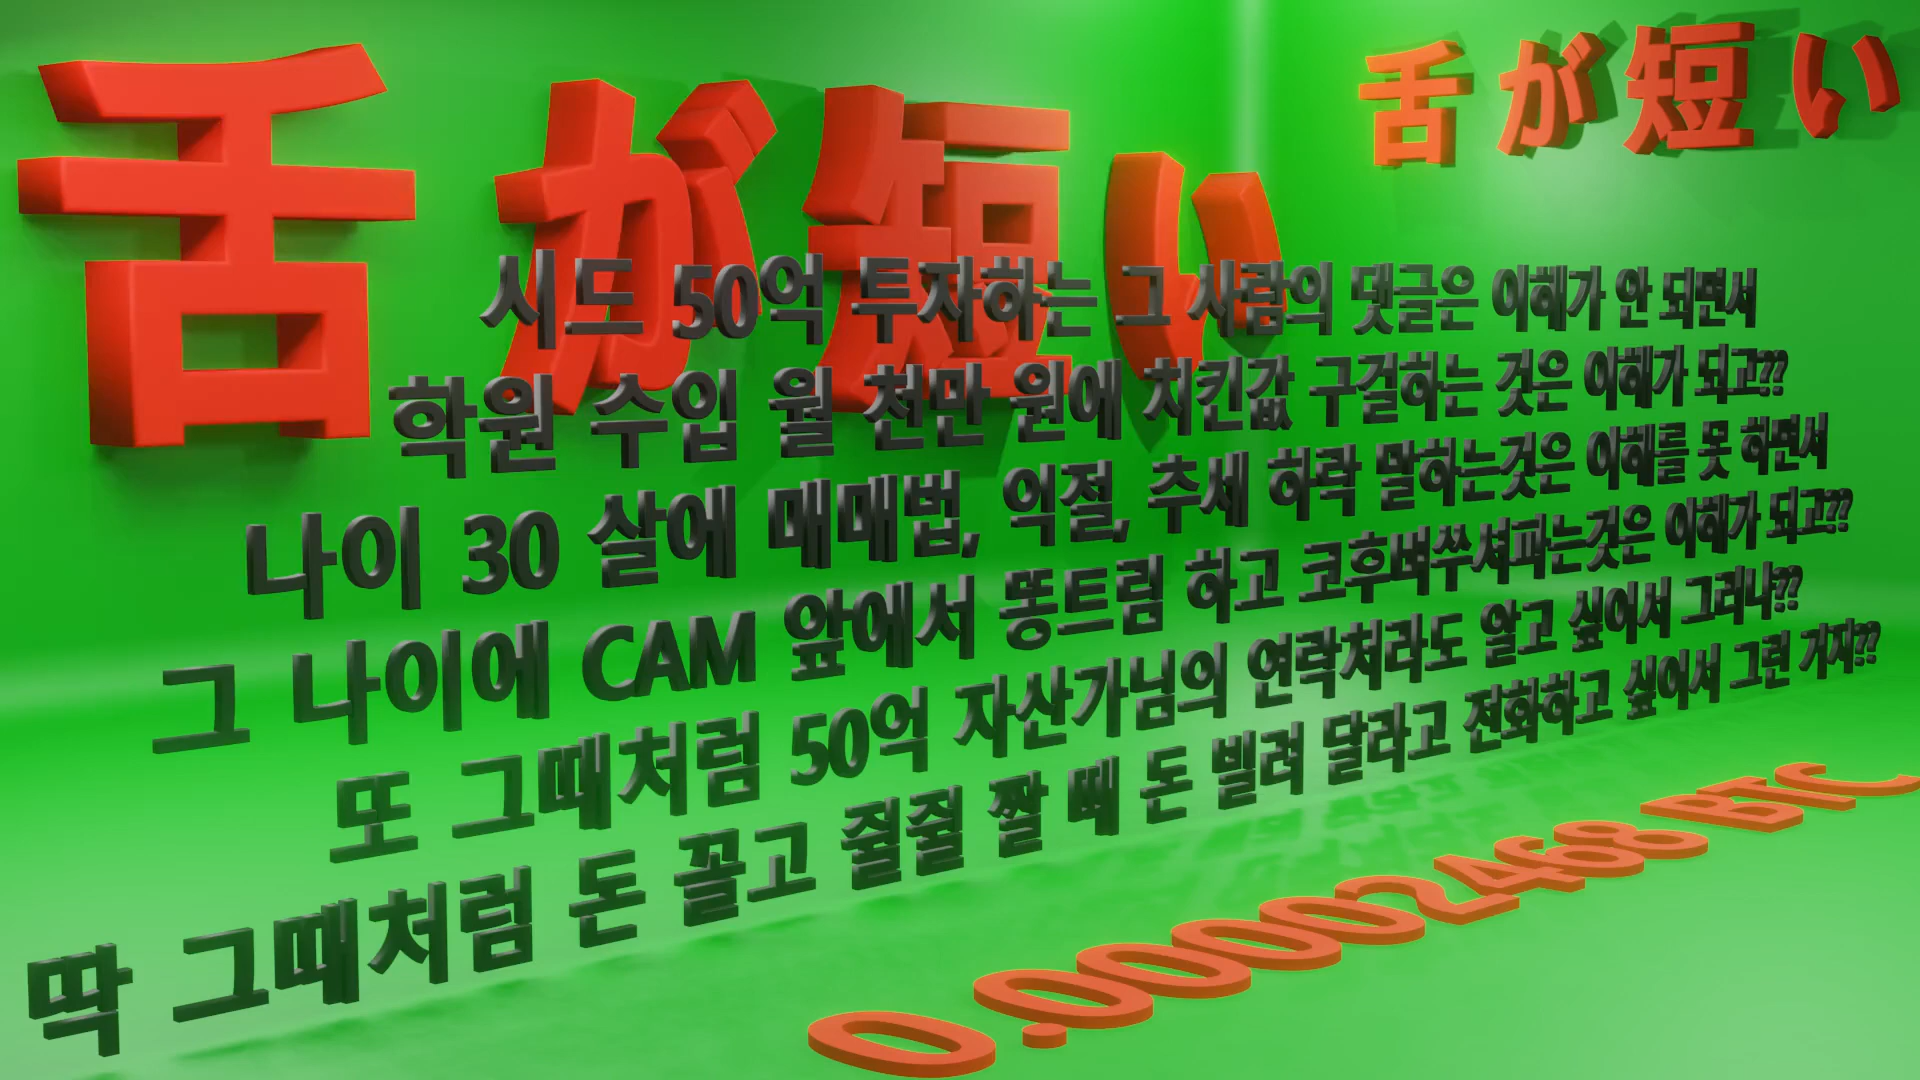 舌が短い
舌が短い
시드 50억 투자하는 그 사람의 댓글은 이해가 안 되면서
학원 수입 월 천만 원에 치킨값 구걸하는 것은 이해가 되고??
나이 30 살에 매매법, 익절, 추세 하락 말하는것은 이해를 못 하면서
그 나이에 CAM 앞에서 똥트림 하고 코후벼쑤셔파는것은 이해가 되고??
또 그때처럼 50억 자산가님의 연락처라도 알고 싶어서 그러나??
딱 그때처럼 돈 꼴고 질질 짤 때 돈 빌려 달라고 전화하고 싶어서 그런 거지??
0.00002468 BTC